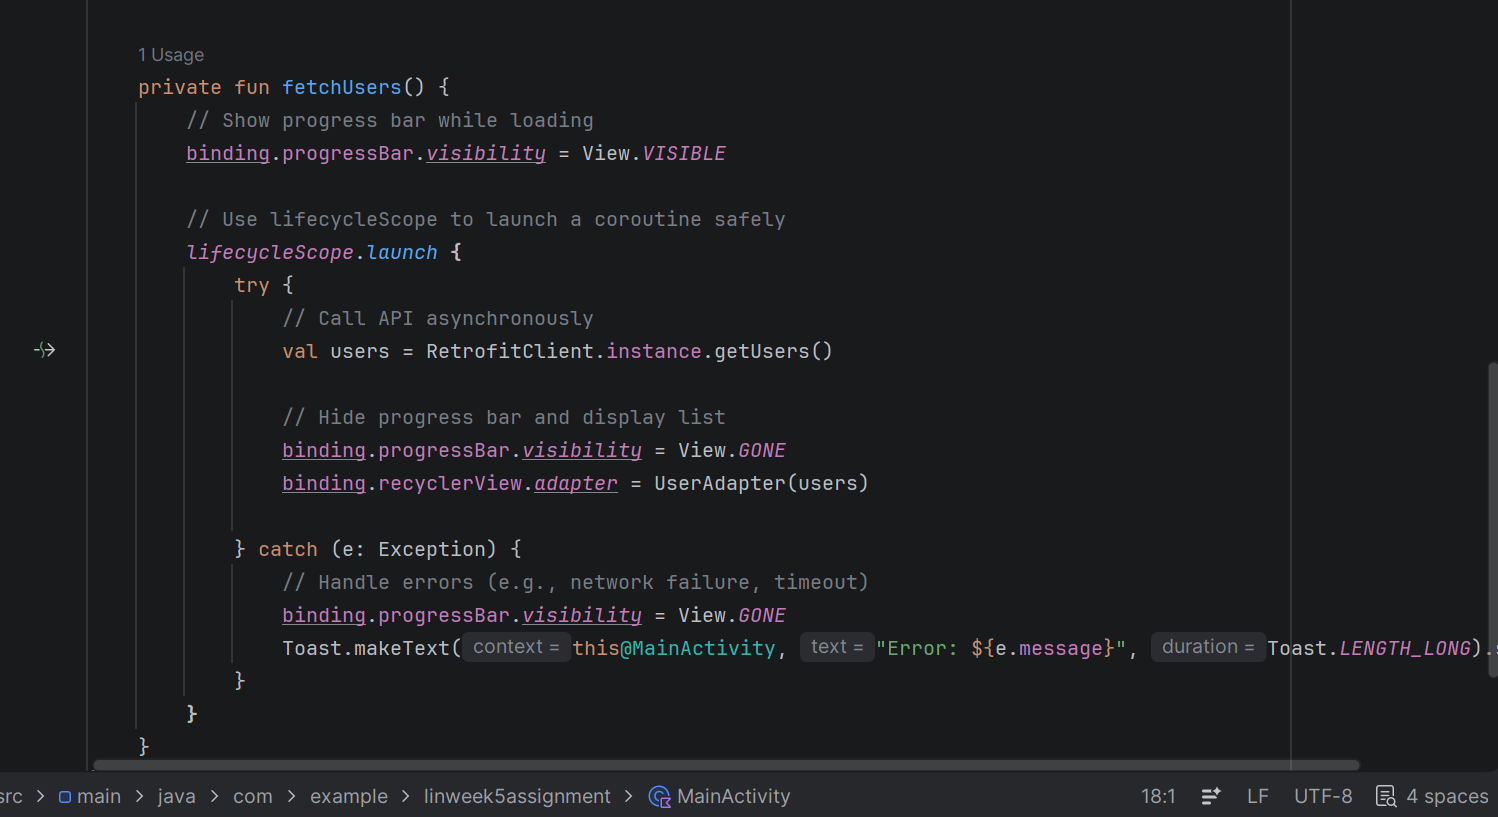 1 Usage
private fun fetchUsers() {
// Show progress bar while loading
binding.progressBar.visibility = View.VISIBLE
// Use lifecycleScope to launch a coroutine safely
lifecycleScope.launch {
try {
// Call API asynchronously
val users = RetrofitClient.instance.getUsers()
// Hide progress bar and display list
binding.progressBar.visibility = View.GONE
binding.recyclerView.adapter = UserAdapter(users)
} catch (e: Exception) {
// Handle errors (e.g., network failure, timeout)
binding.progressBar.visibility = View.GONE
Toast.makeText( context = this@MainActivity, text = "Error: ${e.message}", duration = Toast.LENGTH_LONG).
}
}
}
src > main > java > com > example > linweek5assignment > MainActivity 18:1 LF UTF-8 4 spaces